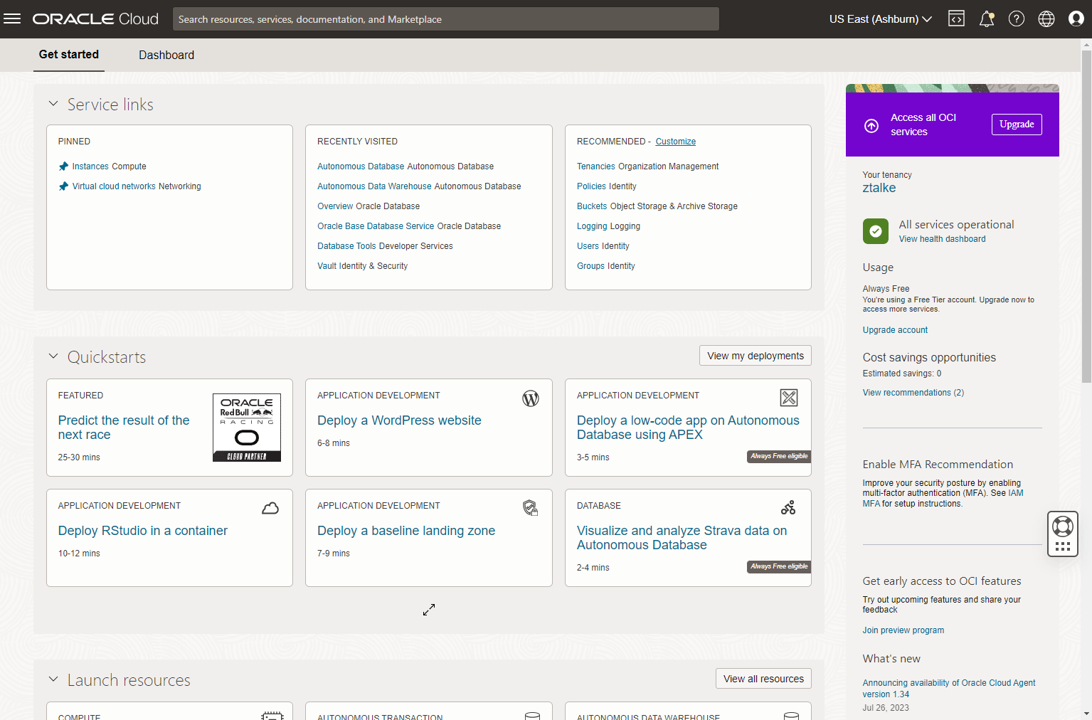 ORACLE Cloud
Search resources, services, documentation, and Marketplace
US East (Ashburn)
Get started
Dashboard
Service links
PINNED
Instances Compute
Virtual cloud networks Networking
RECENTLY VISITED
Autonomous Database Autonomous Database
Autonomous Data Warehouse Autonomous Database
Overview Oracle Database
Oracle Base Database Service Oracle Database
Database Tools Developer Services
Vault Identity & Security
RECOMMENDED - Customize
Tenancies Organization Management
Policies Identity
Buckets Object Storage & Archive Storage
Logging Logging
Users Identity
Groups Identity
Quickstarts
View my deployments
FEATURED
Predict the result of the
next race
25-30 mins
ORACLE
Red Bull
RACING
CLOUD PARTNER
APPLICATION DEVELOPMENT
Deploy a WordPress website
6-8 mins
APPLICATION DEVELOPMENT
Deploy a low-code app on Autonomous
Database using APEX
3-5 mins
Always Free eligible
APPLICATION DEVELOPMENT
Deploy RStudio in a container
10-12 mins
APPLICATION DEVELOPMENT
Deploy a baseline landing zone
7-9 mins
DATABASE
Visualize and analyze Strava data on
Autonomous Database
2-4 mins
Always Free eligible
Launch resources
View all resources
COMPUTE
AUTONOMOUS TRANSACTION
AUTONOMOUS DATA WAREHOUSE
Access all OCI
services
Upgrade
Your tenancy
ztalke
All services operational
View health dashboard
Usage
Always Free
You're using a Free Tier account. Upgrade now to
access more services.
Upgrade account
Cost savings opportunities
Estimated savings: 0
View recommendations (2)
Enable MFA Recommendation
Improve your security posture by enabling
multi-factor authentication (MFA). See IAM
MFA for setup instructions.
Get early access to OCI features
Try out upcoming features and share your
feedback
Join preview program
What's new
Announcing availability of Oracle Cloud Agent
version 1.34
Jul 26, 2023